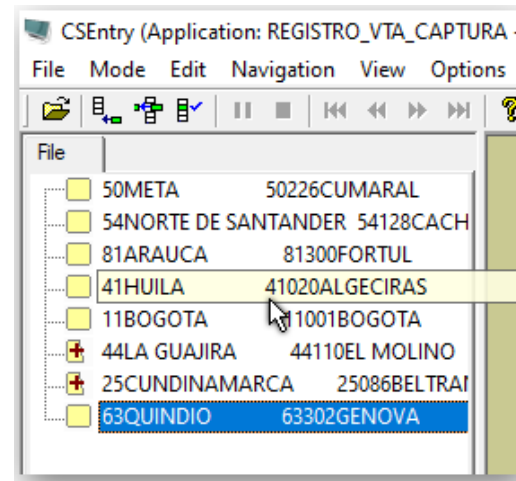 CSEntry (Application: REGISTRO_VTA_CAPTURA -
File Mode Edit Navigation View Options
File
50META 50226CUMARAL
54NORTE DE SANTANDER 54128CACH
81ARAUCA 81300FORTUL
41HUILA 41020ALGECIRAS
11BOGOTA 11001BOGOTA
44LA GUAJIRA 44110EL MOLINO
25CUNDINAMARCA 25086BELTRAN
63QUINDIO 63302GENOVA